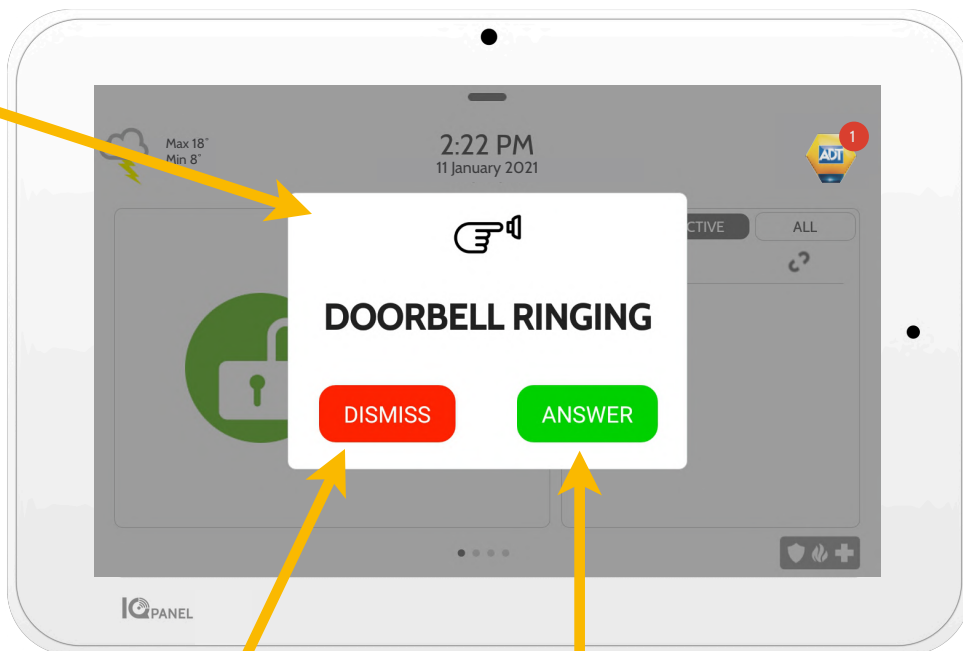 Max 18°
Min 8°
2:22 PM
11 January 2021
ADT
1
CTIVE
ALL
DOORBELL RINGING
DISMISS
ANSWER
IQ PANEL